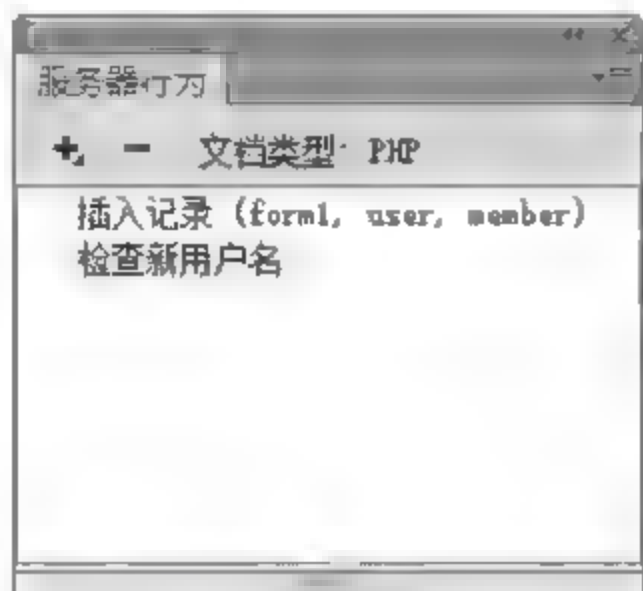 服务器行为
文档类型: PHP
插入记录 (form1, user, member)
检查新用户名